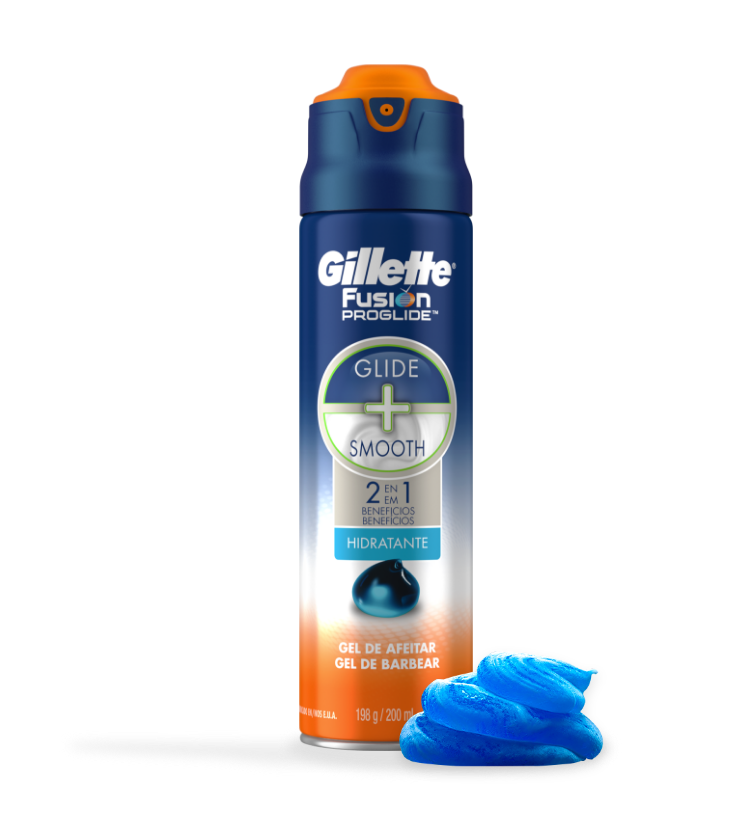 Gillette®
Fusion
PROGLIDE™
GLIDE
+
SMOOTH
2 EN 1
EM
BENEFICIOS
BENEFÍCIOS
HIDRATANTE
GEL DE AFEITAR
GEL DE BARBEAR
E.U.A.
198 g / 200 ml